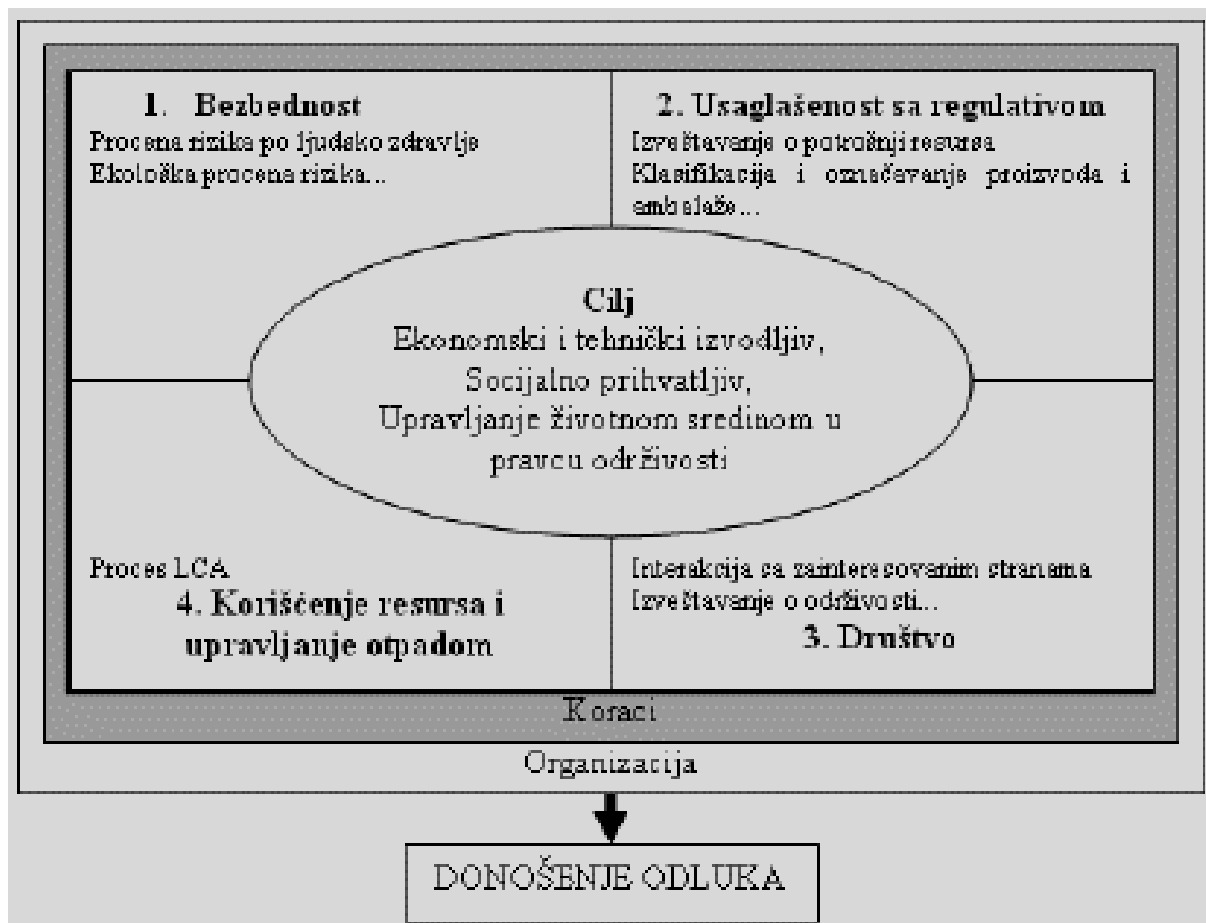 1. Bezbednost
Procena rizika po ljudsko zdravlje
Ekološka procena rizika...
2. Usaglašenost sa regulativom
Izveštavanje o potrošnji resursa
Klasifikacija i označavanje proizvoda i
ambalaže...
Cilj
Ekonomski i tehnički izvodljiv,
Socijalno prihvatljiv,
Upravljanje životnom sredinom u
pravcu održivosti
Proces LCA
4. Korišćenje resursa i
upravljanje otpadom
Interakcija sa zainteresovanim stranama
Izveštavanje o održivosti...
3. Društvo
Koraci
Organizacija
DONOŠENJE ODLUKA